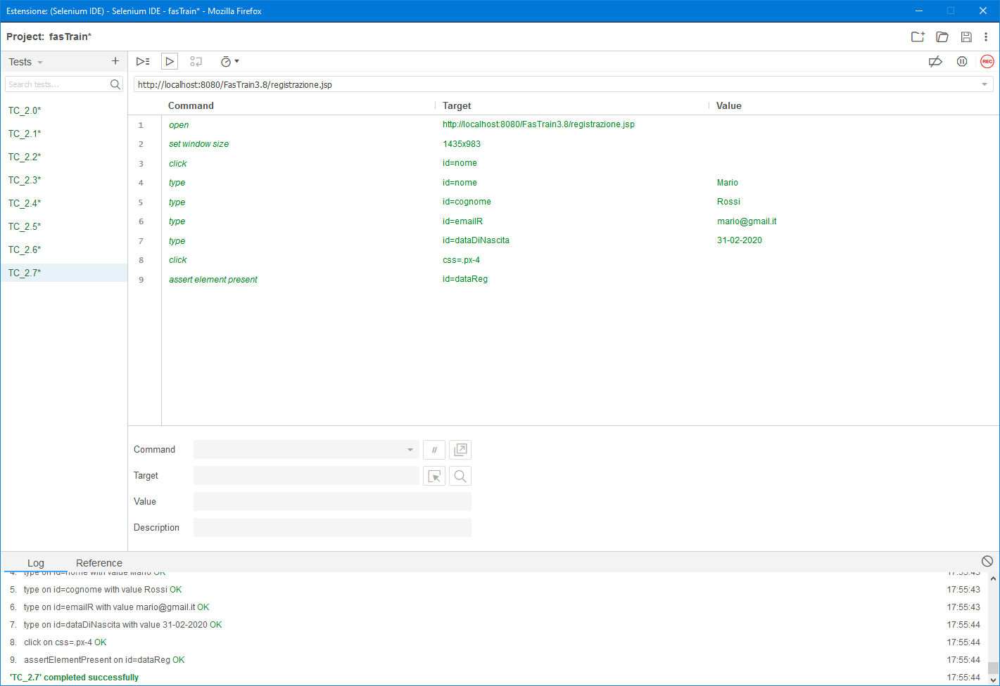 Estensione: (Selenium IDE) - Selenium IDE - fasTrain* - Mozilla Firefox
Project: fasTrain*
Tests
+
REC
Search tests...
http://localhost:8080/FasTrain3.8/registrazione.jsp
Command Target Value
TC_2.0*
TC_2.1*
TC_2.2*
TC_2.3*
TC_2.4*
TC_2.5*
TC_2.6*
TC_2.7*
1 open http://localhost:8080/FasTrain3.8/registrazione.jsp
2 set window size 1435x983
3 click id=nome
4 type id=nome Mario
5 type id=cognome Rossi
6 type id=emailR mario@gmail.it
7 type id=dataDiNascita 31-02-2020
8 click css=.px-4
9 assert element present id=dataReg
Command //
Target
Value
Description
Log Reference
4. type on id=nome with value Mario OK 17:55:43
5. type on id=cognome with value Rossi OK 17:55:43
6. type on id=emailR with value mario@gmail.it OK 17:55:43
7. type on id=dataDiNascita with value 31-02-2020 OK 17:55:44
8. click on css=.px-4 OK 17:55:44
9. assertElementPresent on id=dataReg OK 17:55:44
'TC_2.7' completed successfully 17:55:44